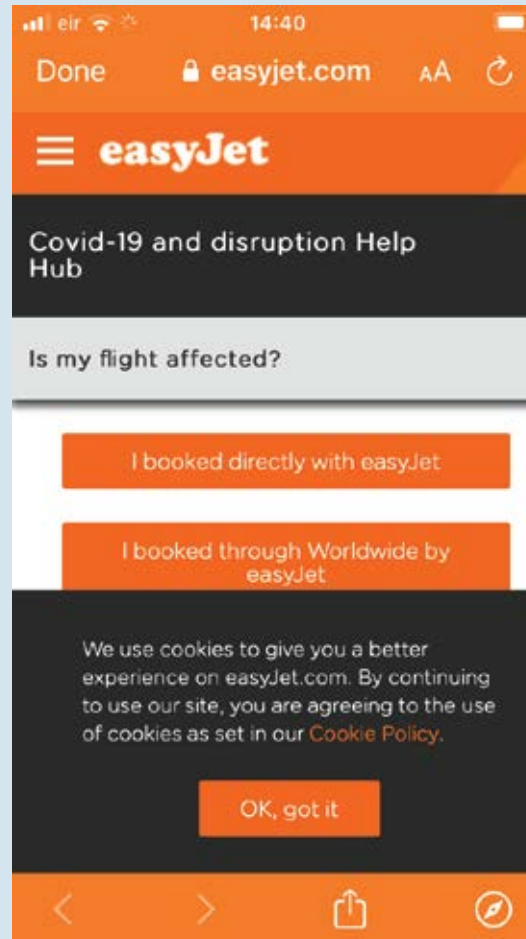 eir 14:40
Done easyjet.com AA
easyJet
Covid-19 and disruption Help
Hub
Is my flight affected?
I booked directly with easyJet
I booked through Worldwide by
easyJet
We use cookies to give you a better
experience on easyJet.com. By continuing
to use our site, you are agreeing to the use
of cookies as set in our Cookie Policy.
OK, got it